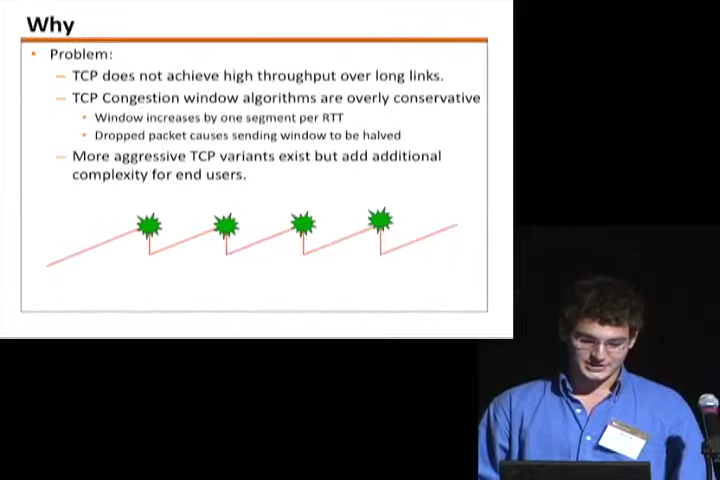 Why
• Problem:
– TCP does not achieve high throughput over long links.
– TCP Congestion window algorithms are overly conservative
• Window increases by one segment per RTT
• Dropped packet causes sending window to be halved
– More aggressive TCP variants exist but add additional
complexity for end users.